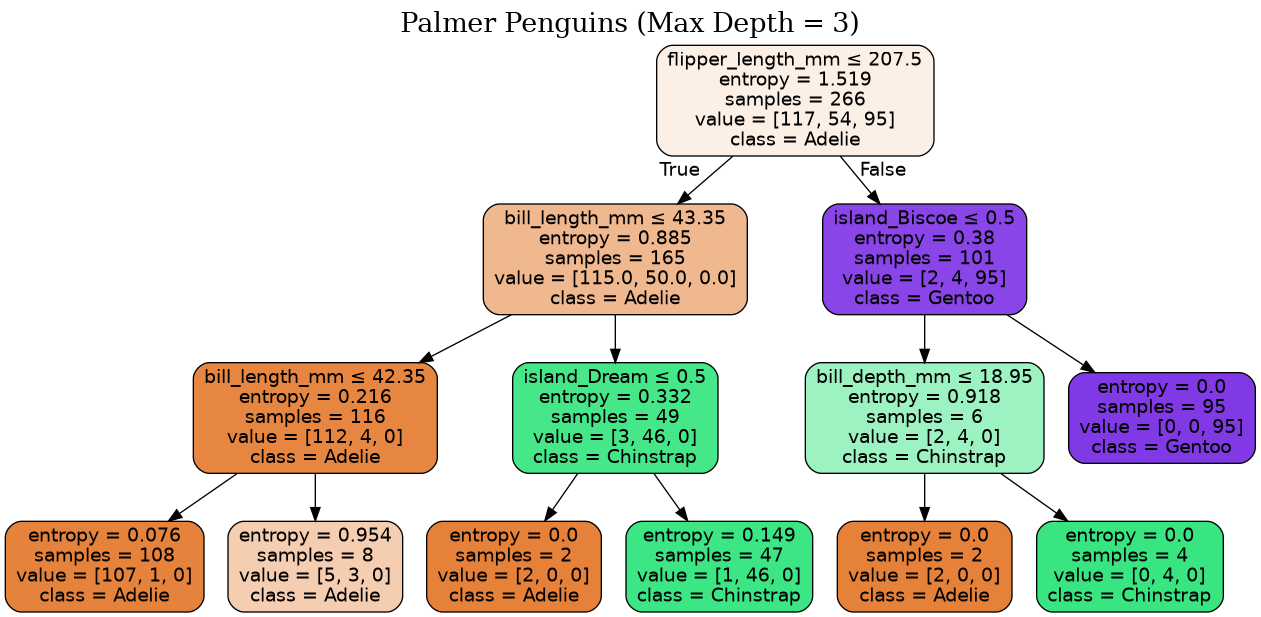 Palmer Penguins (Max Depth = 3)
flipper_length_mm ≤ 207.5
entropy = 1.519
samples = 266
value = [117, 54, 95]
class = Adelie
True
False
bill_length_mm ≤ 43.35
entropy = 0.885
samples = 165
value = [115.0, 50.0, 0.0]
class = Adelie
island_Biscoe ≤ 0.5
entropy = 0.38
samples = 101
value = [2, 4, 95]
class = Gentoo
bill_length_mm ≤ 42.35
entropy = 0.216
samples = 116
value = [112, 4, 0]
class = Adelie
island_Dream ≤ 0.5
entropy = 0.332
samples = 49
value = [3, 46, 0]
class = Chinstrap
bill_depth_mm ≤ 18.95
entropy = 0.918
samples = 6
value = [2, 4, 0]
class = Chinstrap
entropy = 0.0
samples = 95
value = [0, 0, 95]
class = Gentoo
entropy = 0.076
samples = 108
value = [107, 1, 0]
class = Adelie
entropy = 0.954
samples = 8
value = [5, 3, 0]
class = Adelie
entropy = 0.0
samples = 2
value = [2, 0, 0]
class = Adelie
entropy = 0.149
samples = 47
value = [1, 46, 0]
class = Chinstrap
entropy = 0.0
samples = 2
value = [2, 0, 0]
class = Adelie
entropy = 0.0
samples = 4
value = [0, 4, 0]
class = Chinstrap